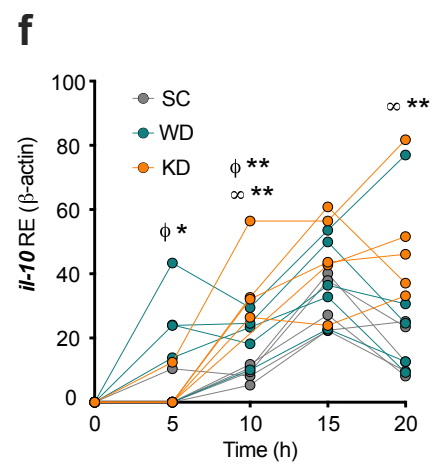 f
100
80
60
40
20
0
il-10 RE (β-actin)
SC
WD
KD
ϕ *
ϕ **
∞ **
∞ **
0 5 10 15 20
Time (h)